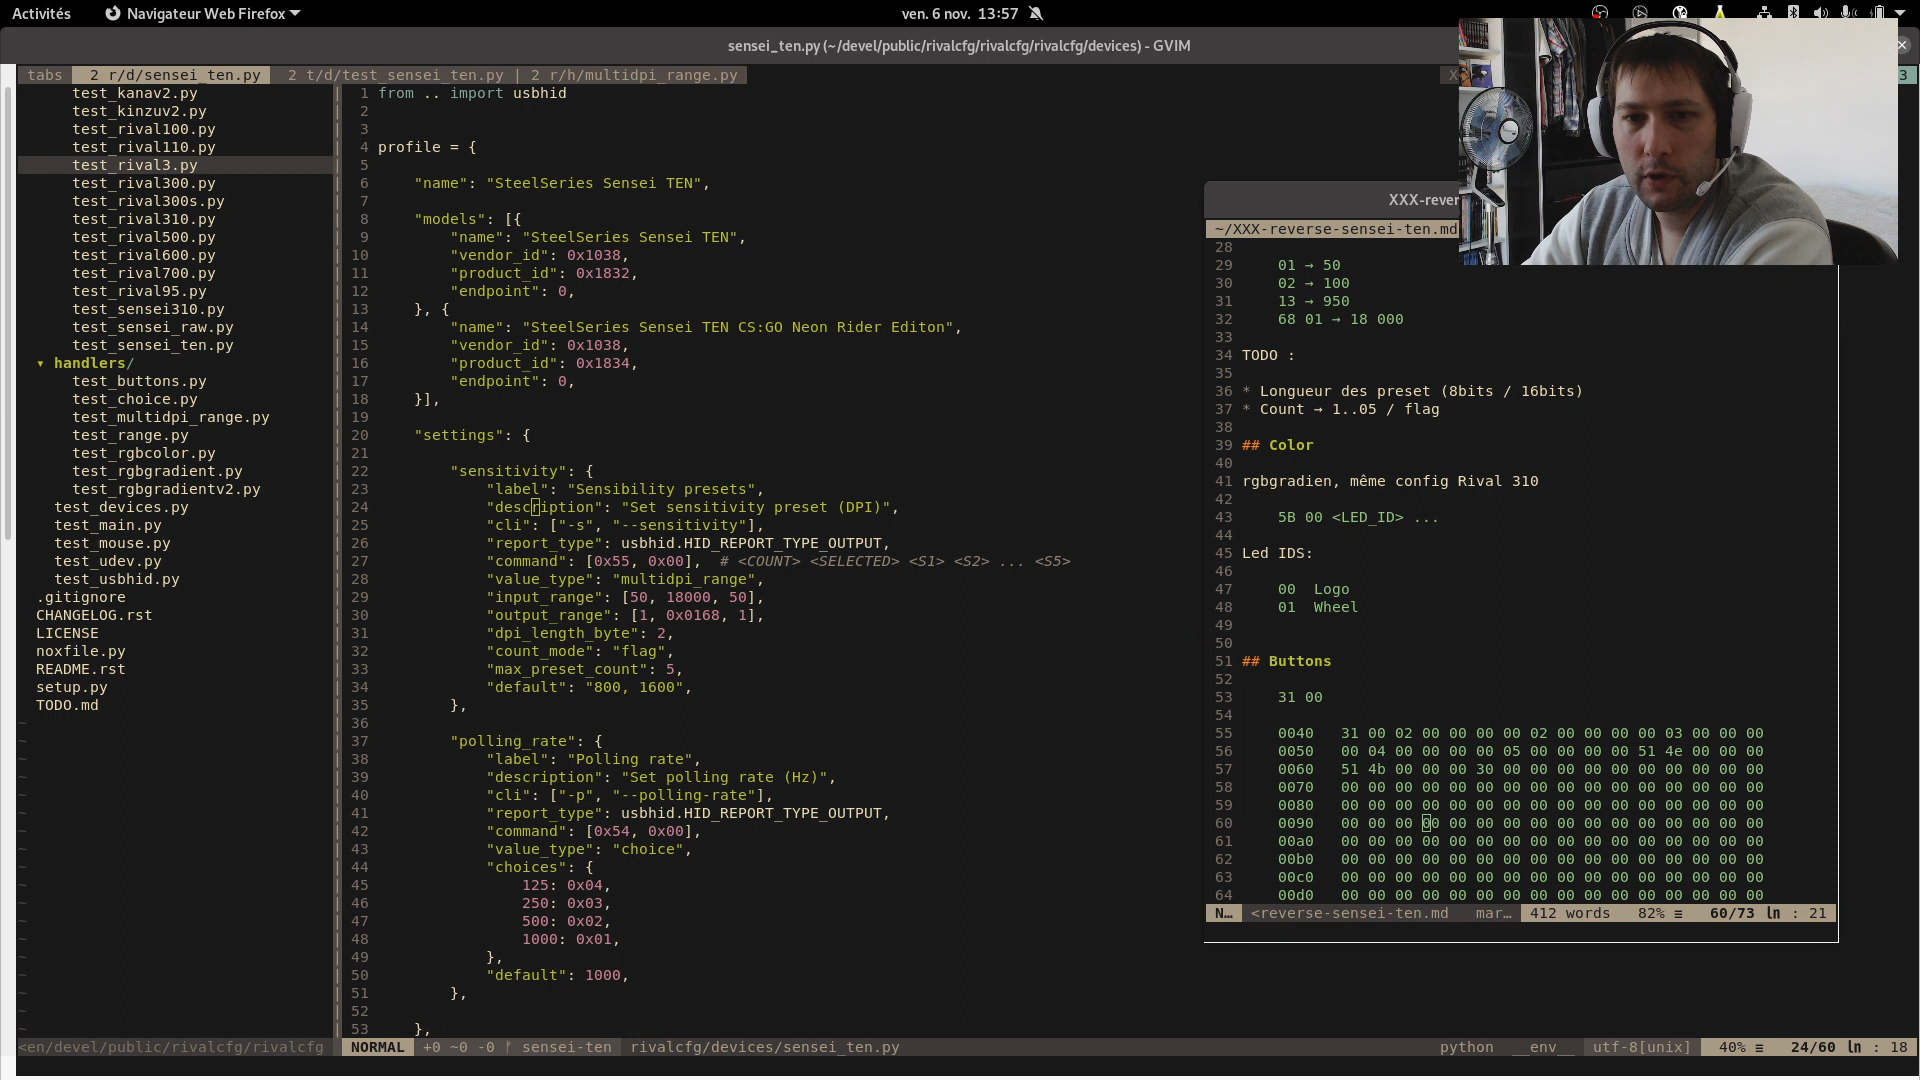 Activités
Navigateur Web Firefox
ven. 6 nov. 13:57
sensei_ten.py (~/devel/public/rivalcfg/rivalcfg/rivalcfg/devices) - GVIM
tabs 2 r/d/sensei_ten.py 2 t/d/test_sensei_ten.py | 2 r/h/multidpi_range.py X 3
test_kanav2.py
test_kinzuv2.py
test_rival100.py
test_rival110.py
test_rival3.py
test_rival300.py
test_rival300s.py
test_rival310.py
test_rival500.py
test_rival600.py
test_rival700.py
test_rival95.py
test_sensei310.py
test_sensei_raw.py
test_sensei_ten.py
▾ handlers/
test_buttons.py
test_choice.py
test_multidpi_range.py
test_range.py
test_rgbcolor.py
test_rgbgradient.py
test_rgbgradientv2.py
test_devices.py
test_main.py
test_mouse.py
test_udev.py
test_usbhid.py
.gitignore
CHANGELOG.rst
LICENSE
noxfile.py
README.rst
setup.py
TODO.md
<en/devel/public/rivalcfg/rivalcfg
1 from .. import usbhid
2
3
4 profile = {
5
6 "name": "SteelSeries Sensei TEN",
7
8 "models": [{
9 "name": "SteelSeries Sensei TEN",
10 "vendor_id": 0x1038,
11 "product_id": 0x1832,
12 "endpoint": 0,
13 }, {
14 "name": "SteelSeries Sensei TEN CS:GO Neon Rider Editon",
15 "vendor_id": 0x1038,
16 "product_id": 0x1834,
17 "endpoint": 0,
18 }],
19
20 "settings": {
21
22 "sensitivity": {
23 "label": "Sensibility presets",
24 "description": "Set sensitivity preset (DPI)",
25 "cli": ["-s", "--sensitivity"],
26 "report_type": usbhid.HID_REPORT_TYPE_OUTPUT,
27 "command": [0x55, 0x00],  # <COUNT> <SELECTED> <S1> <S2> ... <S5>
28 "value_type": "multidpi_range",
29 "input_range": [50, 18000, 50],
30 "output_range": [1, 0x0168, 1],
31 "dpi_length_byte": 2,
32 "count_mode": "flag",
33 "max_preset_count": 5,
34 "default": "800, 1600",
35 },
36
37 "polling_rate": {
38 "label": "Polling rate",
39 "description": "Set polling rate (Hz)",
40 "cli": ["-p", "--polling-rate"],
41 "report_type": usbhid.HID_REPORT_TYPE_OUTPUT,
42 "command": [0x54, 0x00],
43 "value_type": "choice",
44 "choices": {
45 125: 0x04,
46 250: 0x03,
47 500: 0x02,
48 1000: 0x01,
49 },
50 "default": 1000,
51 },
52
53 },
NORMAL +0 ~0 -0 sensei-ten rivalcfg/devices/sensei_ten.py python __env__ utf-8[unix] 40% ≡ 24/60 ln : 18
XXX-rever
~/XXX-reverse-sensei-ten.md
28
29 01 → 50
30 02 → 100
31 13 → 950
32 68 01 → 18 000
33
34 TODO :
35
36 * Longueur des preset (8bits / 16bits)
37 * Count → 1..05 / flag
38
39 ## Color
40
41 rgbgradien, même config Rival 310
42
43 5B 00 <LED_ID> ...
44
45 Led IDS:
46
47 00 Logo
48 01 Wheel
49
50
51 ## Buttons
52
53 31 00
54
55 0040 31 00 02 00 00 00 00 02 00 00 00 00 03 00 00 00
56 0050 00 04 00 00 00 00 05 00 00 00 00 51 4e 00 00 00
57 0060 51 4b 00 00 00 30 00 00 00 00 00 00 00 00 00 00
58 0070 00 00 00 00 00 00 00 00 00 00 00 00 00 00 00 00
59 0080 00 00 00 00 00 00 00 00 00 00 00 00 00 00 00 00
60 0090 00 00 00 00 00 00 00 00 00 00 00 00 00 00 00 00
61 00a0 00 00 00 00 00 00 00 00 00 00 00 00 00 00 00 00
62 00b0 00 00 00 00 00 00 00 00 00 00 00 00 00 00 00 00
63 00c0 00 00 00 00 00 00 00 00 00 00 00 00 00 00 00 00
64 00d0 00 00 00 00 00 00 00 00 00 00 00 00 00 00 00 00
N… <reverse-sensei-ten.md mar… 412 words 82% ≡ 60/73 ln : 21